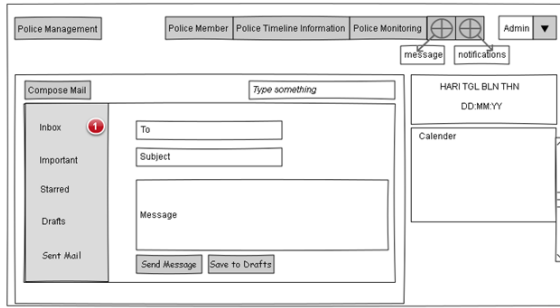 Police Management
Police Member
Police Timeline Information
Police Monitoring
Admin
message
notifications
Compose Mail
Type something
HARI TGL BLN THN
DD:MM:YY
Inbox
1
To
Calender
Important
Subject
Starred
Drafts
Message
Sent Mail
Send Message
Save to Drafts